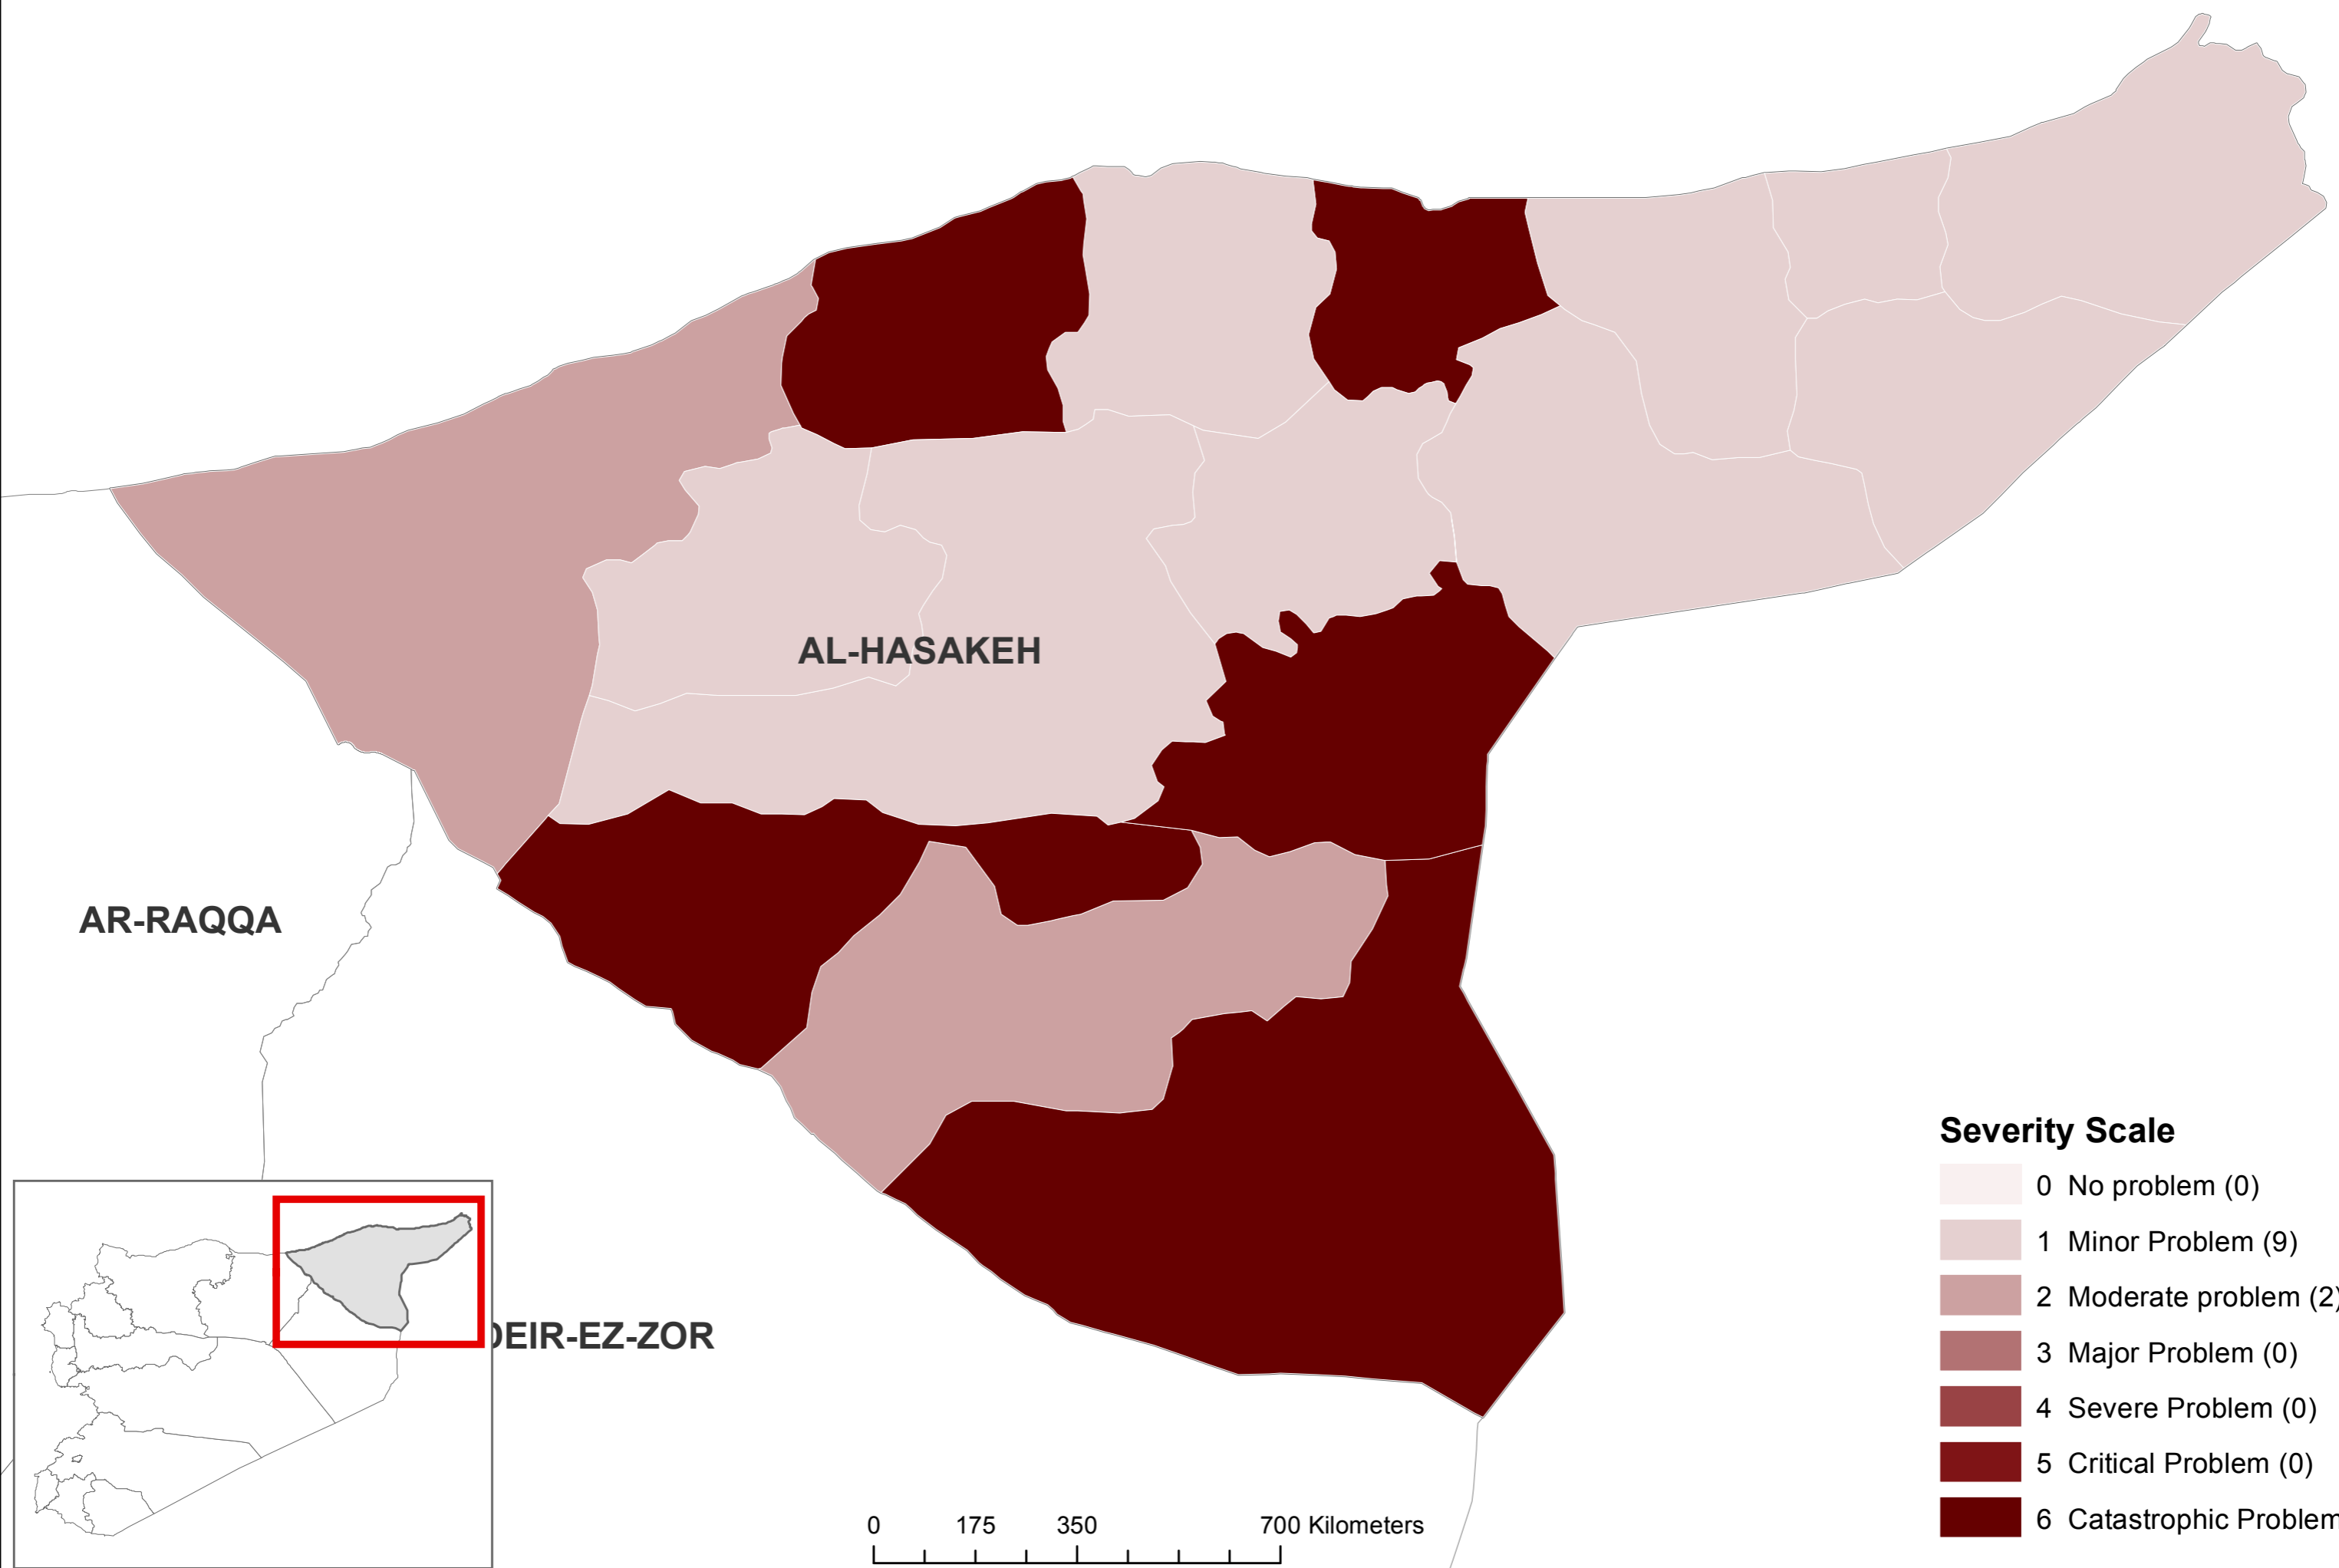 AL-HASAKEH
AR-RAQQA
DEIR-EZ-ZOR
Severity Scale
0 No problem (0)
1 Minor Problem (9)
2 Moderate problem (2)
3 Major Problem (0)
4 Severe Problem (0)
5 Critical Problem (0)
6 Catastrophic Problem
0 175 350 700 Kilometers